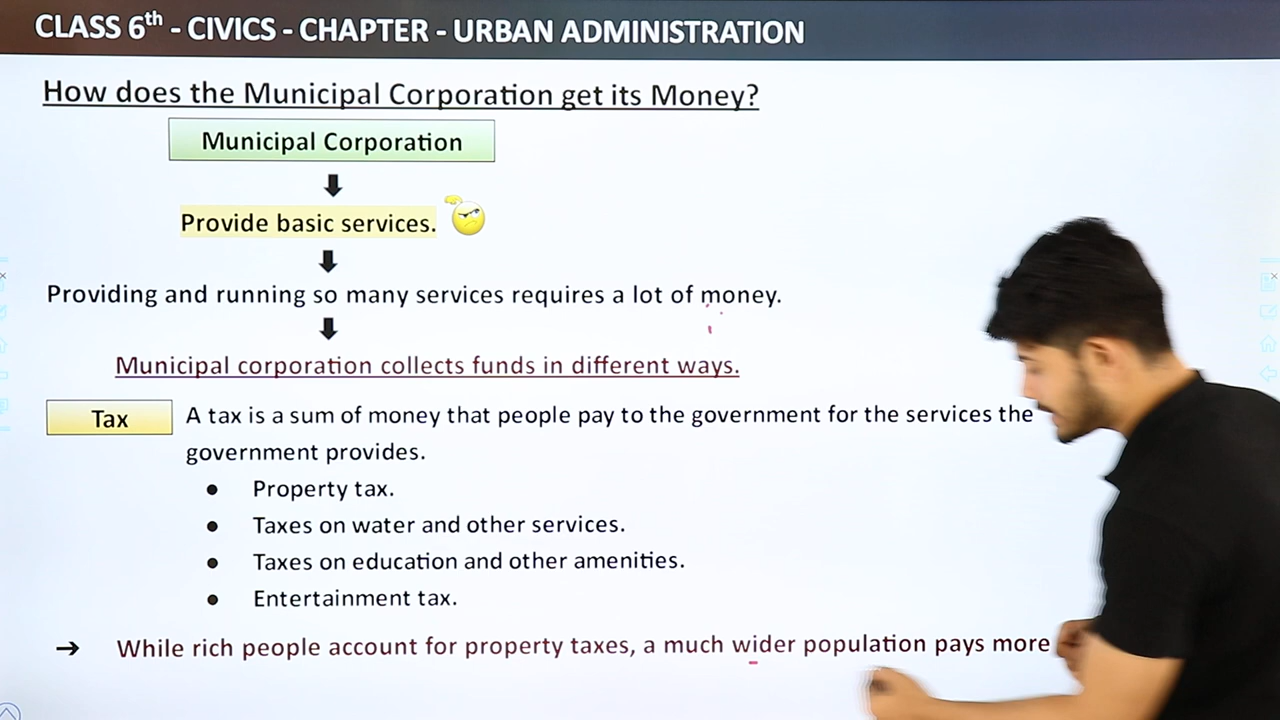 CLASS 6th - CIVICS - CHAPTER - URBAN ADMINISTRATION
How does the Municipal Corporation get its Money?
Municipal Corporation
Provide basic services.
Providing and running so many services requires a lot of money.
Municipal corporation collects funds in different ways.
Tax
A tax is a sum of money that people pay to the government for the services the
government provides.
● Property tax.
● Taxes on water and other services.
● Taxes on education and other amenities.
● Entertainment tax.
➔ While rich people account for property taxes, a much wider population pays more